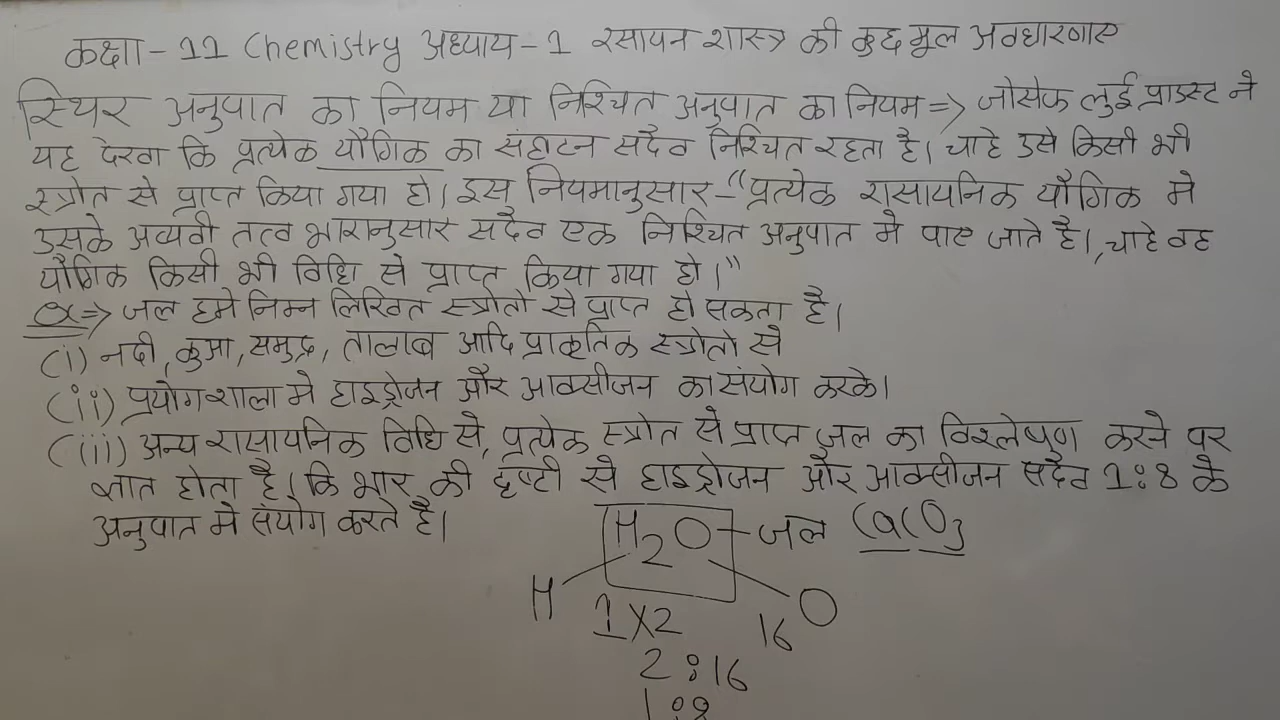 कक्षा - 11 Chemistry अध्याय - 1 रसायन शास्त्र की कुछ मूल अवधारणाए
स्थिर अनुपात का नियम या निश्चित अनुपात का नियम => जोसेफ लुई प्राउस्ट ने
यह देखा कि प्रत्येक यौगिक का संघटन सदैव निश्चित रहता है। चाहे उसे किसी भी
स्त्रोत से प्राप्त किया गया हो। इस नियमानुसार - "प्रत्येक रासायनिक यौगिक मे
उसके अवयवी तत्व भारानुसार सदैव एक निश्चित अनुपात मे पाए जाते है।, चाहे वह
यौगिक किसी भी विधि से प्राप्त किया गया हो।"
=> जल हमे निम्न लिखित स्त्रोतो से प्राप्त हो सकता है।
(i) नदी, कुआ, समुद्र, तालाब आदि प्राकृतिक स्त्रोतो से
(ii) प्रयोगशाला मे हाइड्रोजन और आक्सीजन का संयोग करके।
(iii) अन्य रासायनिक विधि से, प्रत्येक स्त्रोत से प्राप्त जल का विश्लेषण करने पर
ज्ञात होता है। कि भार की दृष्टी से हाइड्रोजन और आक्सीजन सदैव 1:8 के
अनुपात मे संयोग करते है।
H2O - जल CaCO3
H O
1X2 16
2:16
1:8